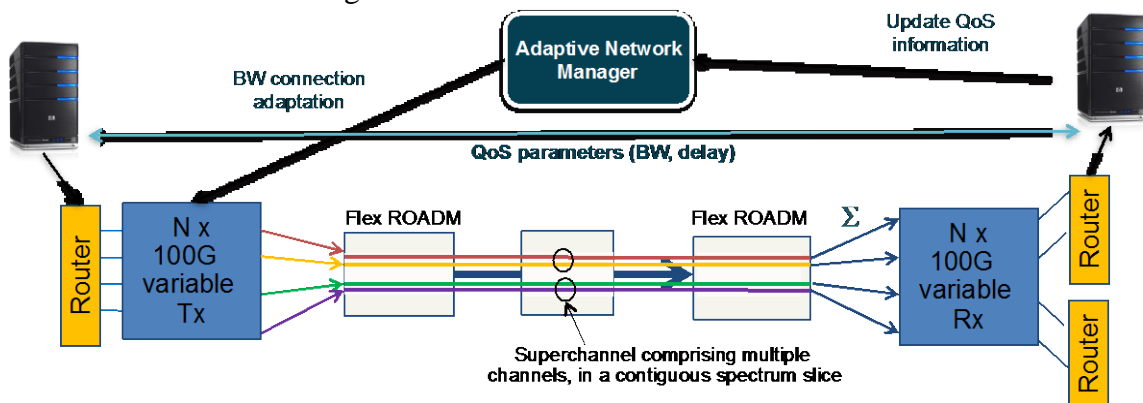 Update QoS
information
Adaptive Network
Manager
BW connection
adaptation
QoS parameters (BW, delay)
Router
N x
100G
variable
Tx
Flex ROADM
Flex ROADM
Σ
N x
100G
variable
Rx
Router
Router
Superchannel comprising multiple
channels, in a contiguous spectrum slice